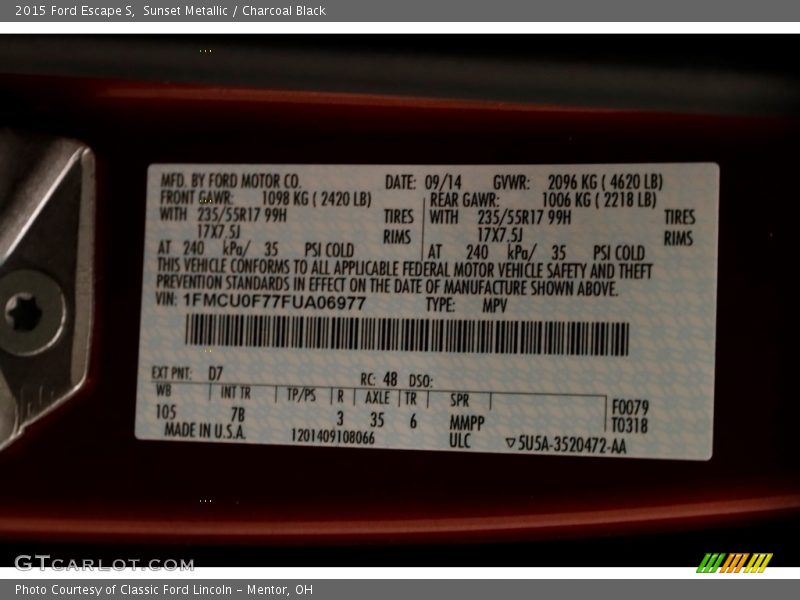 2015 Ford Escape S, Sunset Metallic / Charcoal Black
MFD. BY FORD MOTOR CO. DATE: 09/14 GVWR: 2096 KG ( 4620 LB)
FRONT GAWR: 1098 KG ( 2420 LB) REAR GAWR: 1006 KG ( 2218 LB)
WITH 235/55R17 99H TIRES WITH 235/55R17 99H TIRES
17X7.5J RIMS 17X7.5J RIMS
AT 240 kPa/ 35 PSI COLD AT 240 kPa/ 35 PSI COLD
THIS VEHICLE CONFORMS TO ALL APPLICABLE FEDERAL MOTOR VEHICLE SAFETY AND THEFT
PREVENTION STANDARDS IN EFFECT ON THE DATE OF MANUFACTURE SHOWN ABOVE.
VIN: 1FMCU0F77FUA06977 TYPE: MPV
EXT PNT: D7 RC: 48 DSO:
WB INT TR TP/PS R AXLE TR SPR F0079
105 7B 3 35 6 MMPP T0318
MADE IN U.S.A. 1201409108066 ULC ▽5U5A-3520472-AA
GTCARLOT.COM
Photo Courtesy of Classic Ford Lincoln – Mentor, OH